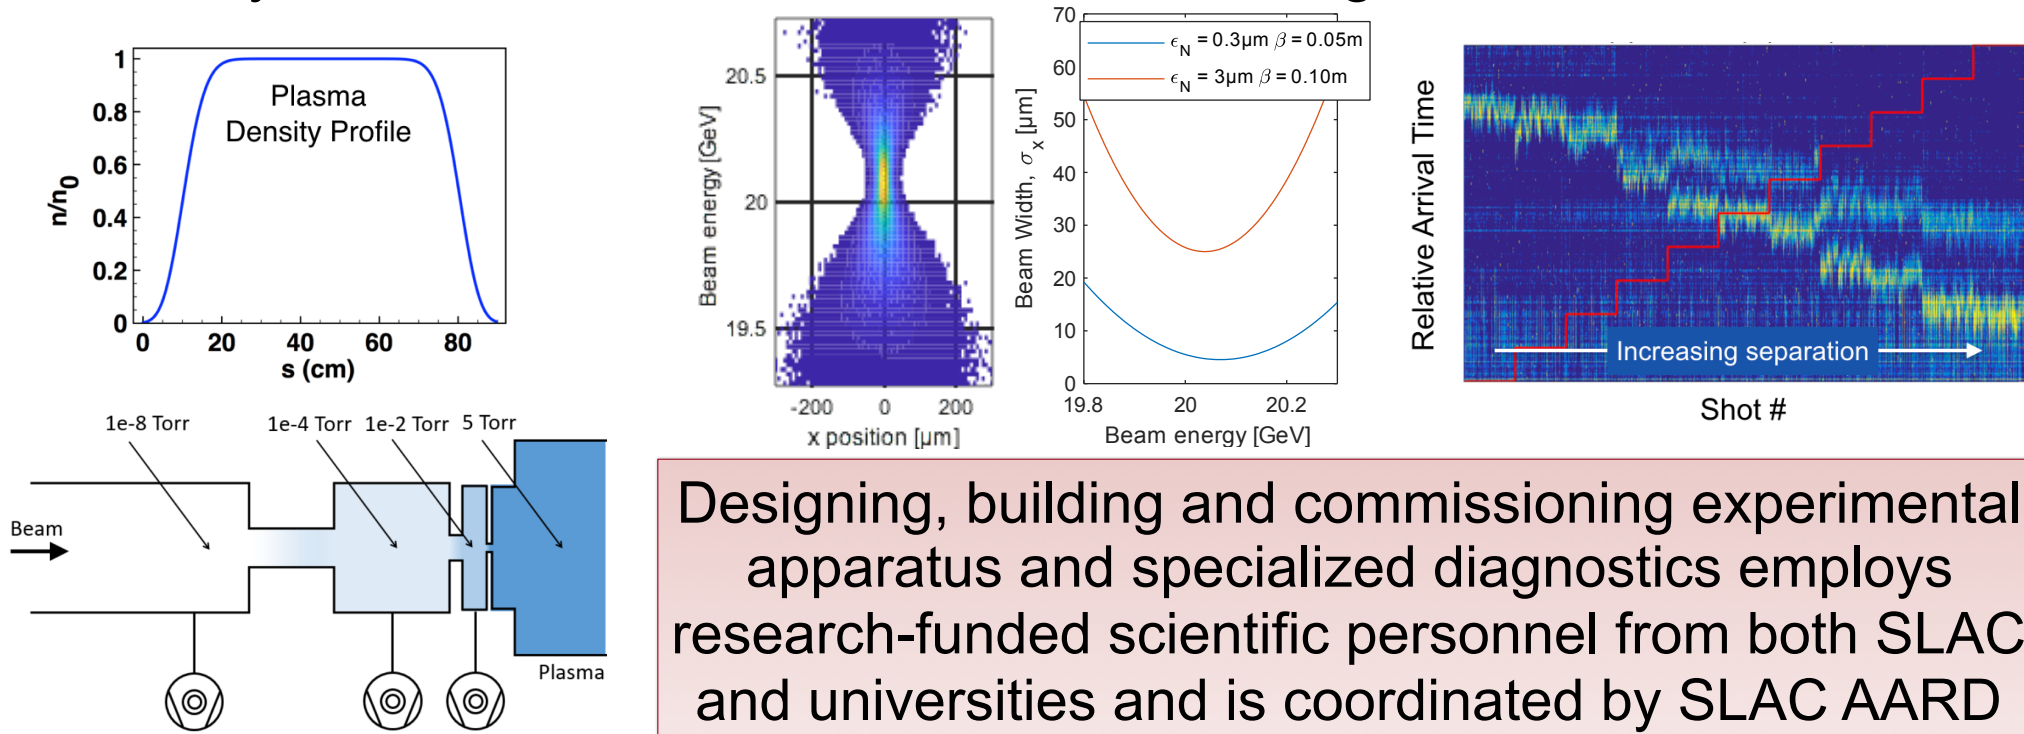 Plasma
Density Profile
1
0.8
0.6
0.4
0.2
0
n/n0
0 20 40 60 80
s (cm)
20.5
20
19.5
Beam energy [GeV]
-200 0 200
x position [µm]
70
60
50
40
30
20
10
0
Beam Width, σx [µm]
ϵN = 0.3µm β = 0.05m
ϵN = 3µm β = 0.10m
19.8 20 20.2
Beam energy [GeV]
Relative Arrival Time
Increasing separation
Shot #
1e-8 Torr 1e-4 Torr 1e-2 Torr 5 Torr
Beam
Plasma
Designing, building and commissioning experimental
apparatus and specialized diagnostics employs
research-funded scientific personnel from both SLAC
and universities and is coordinated by SLAC AARD